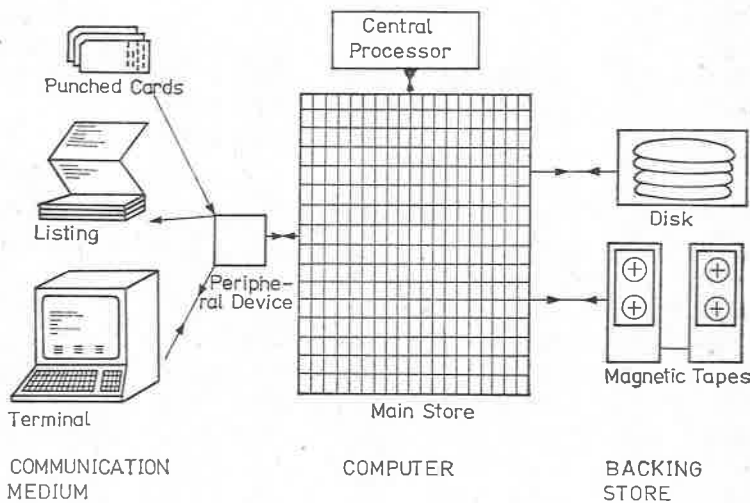 Central
Processor
Punched Cards
Listing
Disk
Periphe-
ral Device
Magnetic Tapes
Main Store
Terminal
COMMUNICATION
MEDIUM
COMPUTER
BACKING
STORE